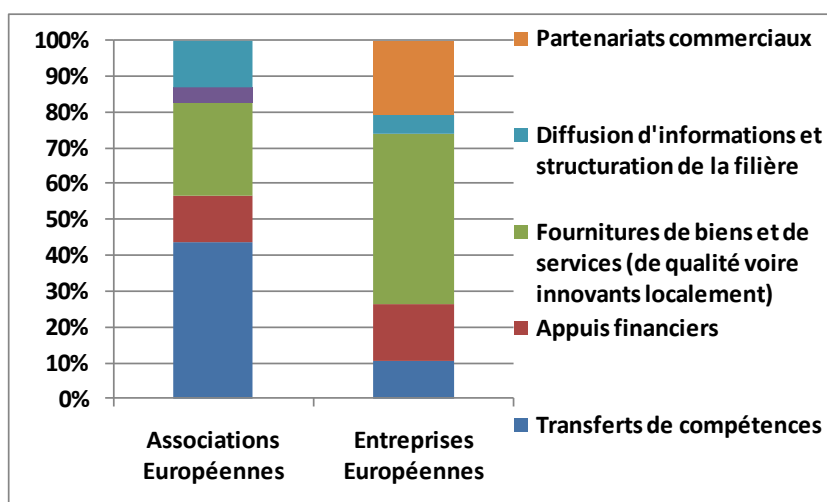 100%
90%
80%
70%
60%
50%
40%
30%
20%
10%
0%
Associations
Européennes
Entreprises
Européennes
Partenariats commerciaux
Diffusion d'informations et
structuration de la filière
Fournitures de biens et de
services (de qualité voire
innovants localement)
Appuis financiers
Transferts de compétences